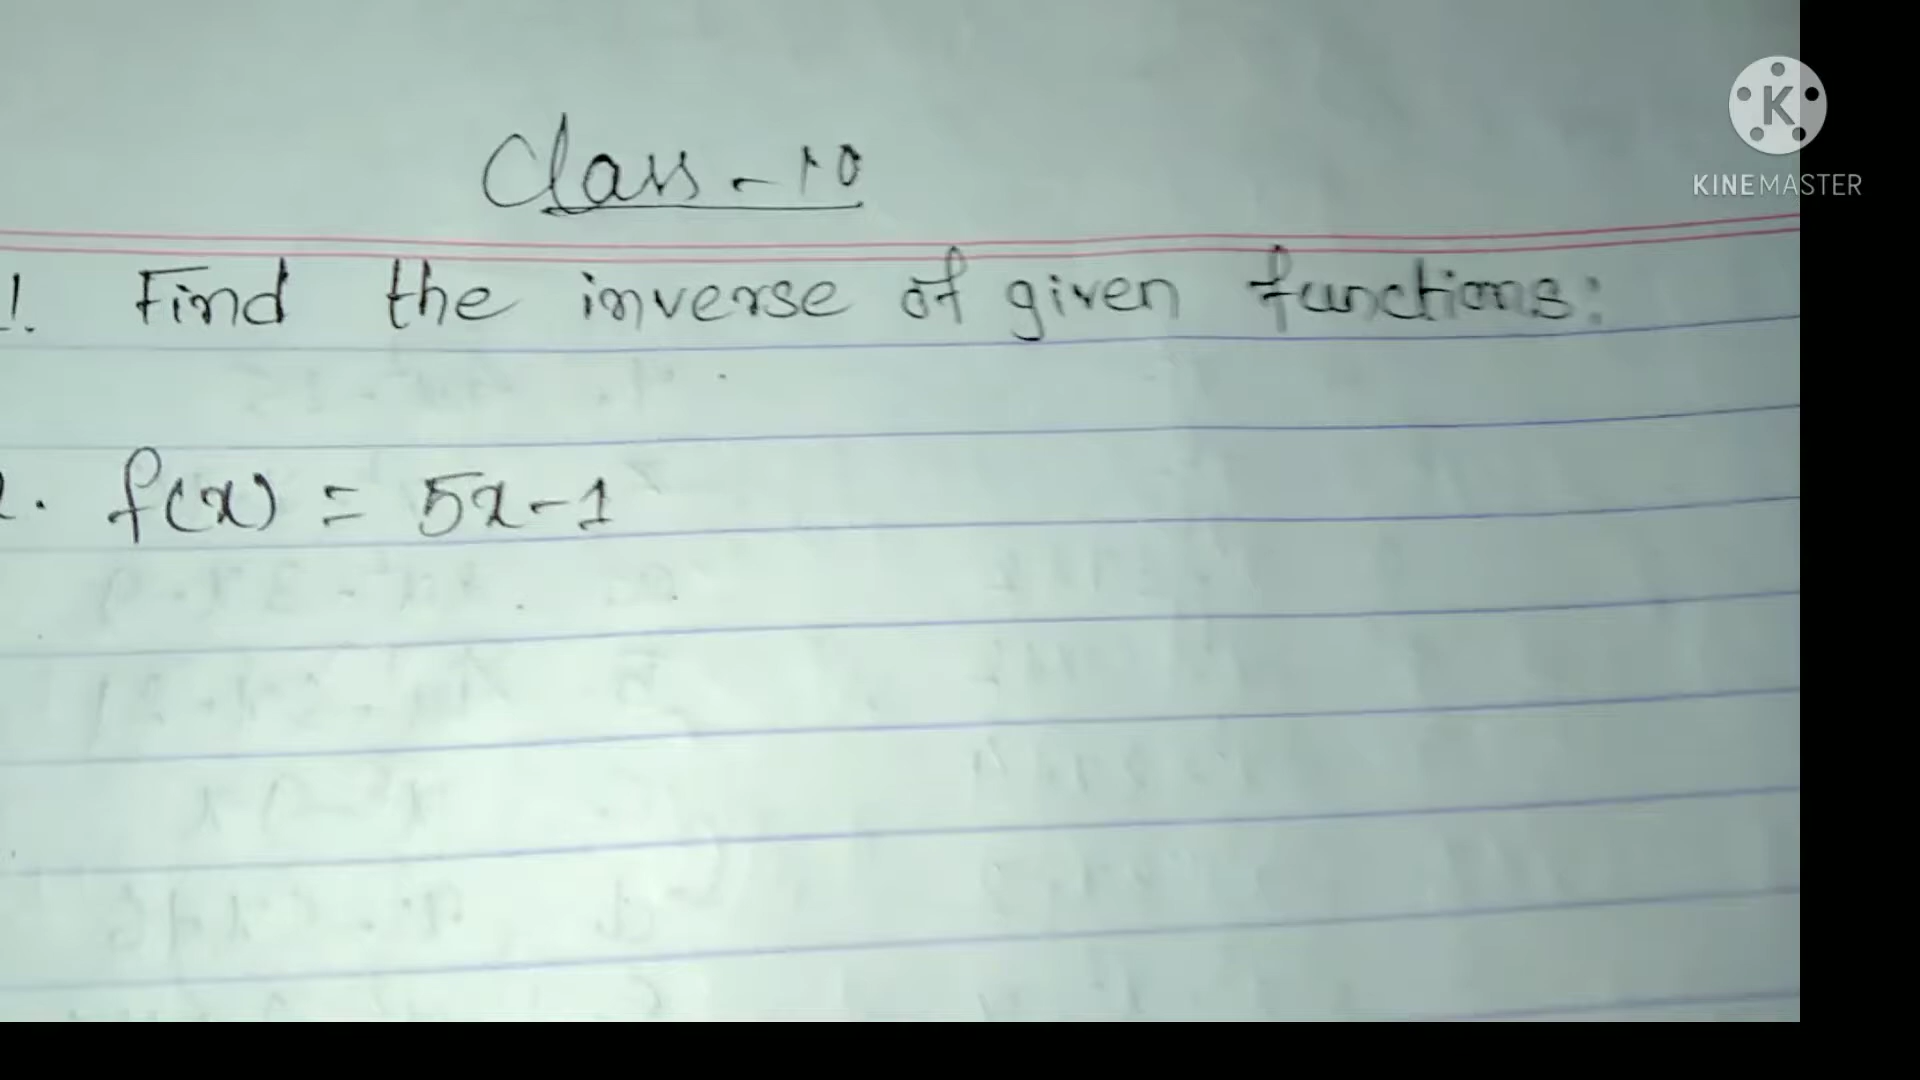 Class - 10
KINEMASTER
1. Find the inverse of given functions:
f(x) = 5x-1